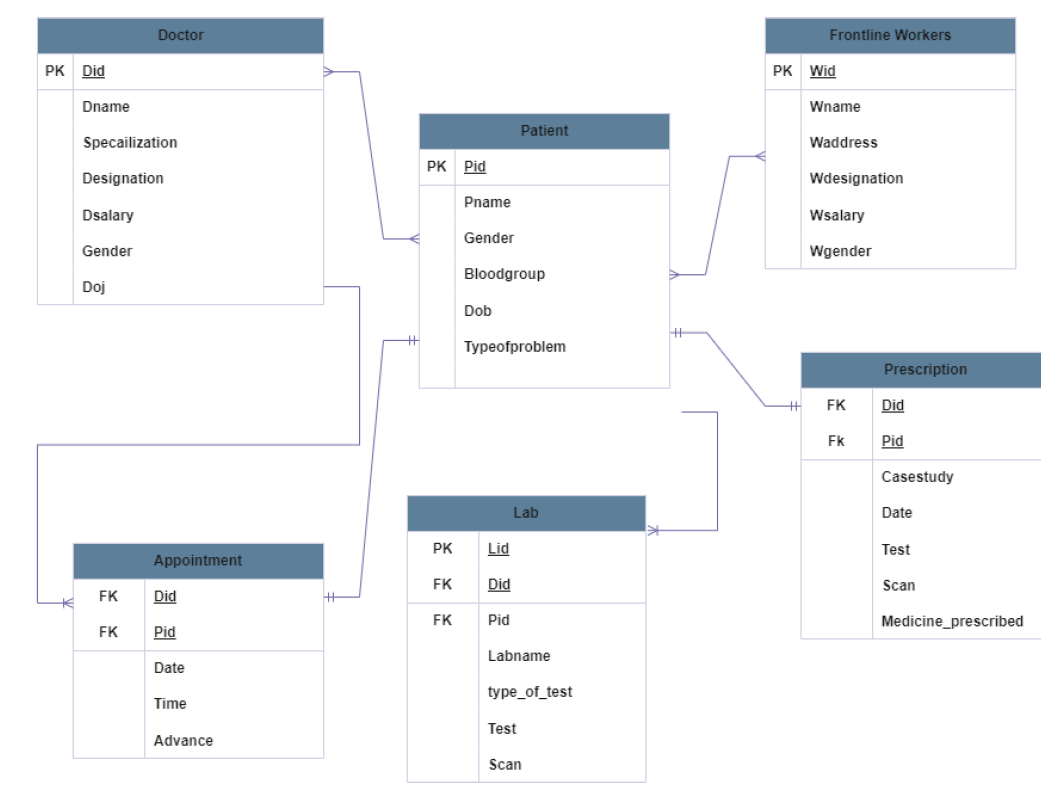 Doctor
PK Did
Dname
Specailization
Designation
Dsalary
Gender
Doj
Patient
PK Pid
Pname
Gender
Bloodgroup
Dob
Typeofproblem
Frontline Workers
PK Wid
Wname
Waddress
Wdesignation
Wsalary
Wgender
Prescription
FK Did
Fk Pid
Casestudy
Date
Test
Scan
Medicine_prescribed
Appointment
FK Did
FK Pid
Date
Time
Advance
Lab
PK Lid
FK Did
FK Pid
Labname
type_of_test
Test
Scan